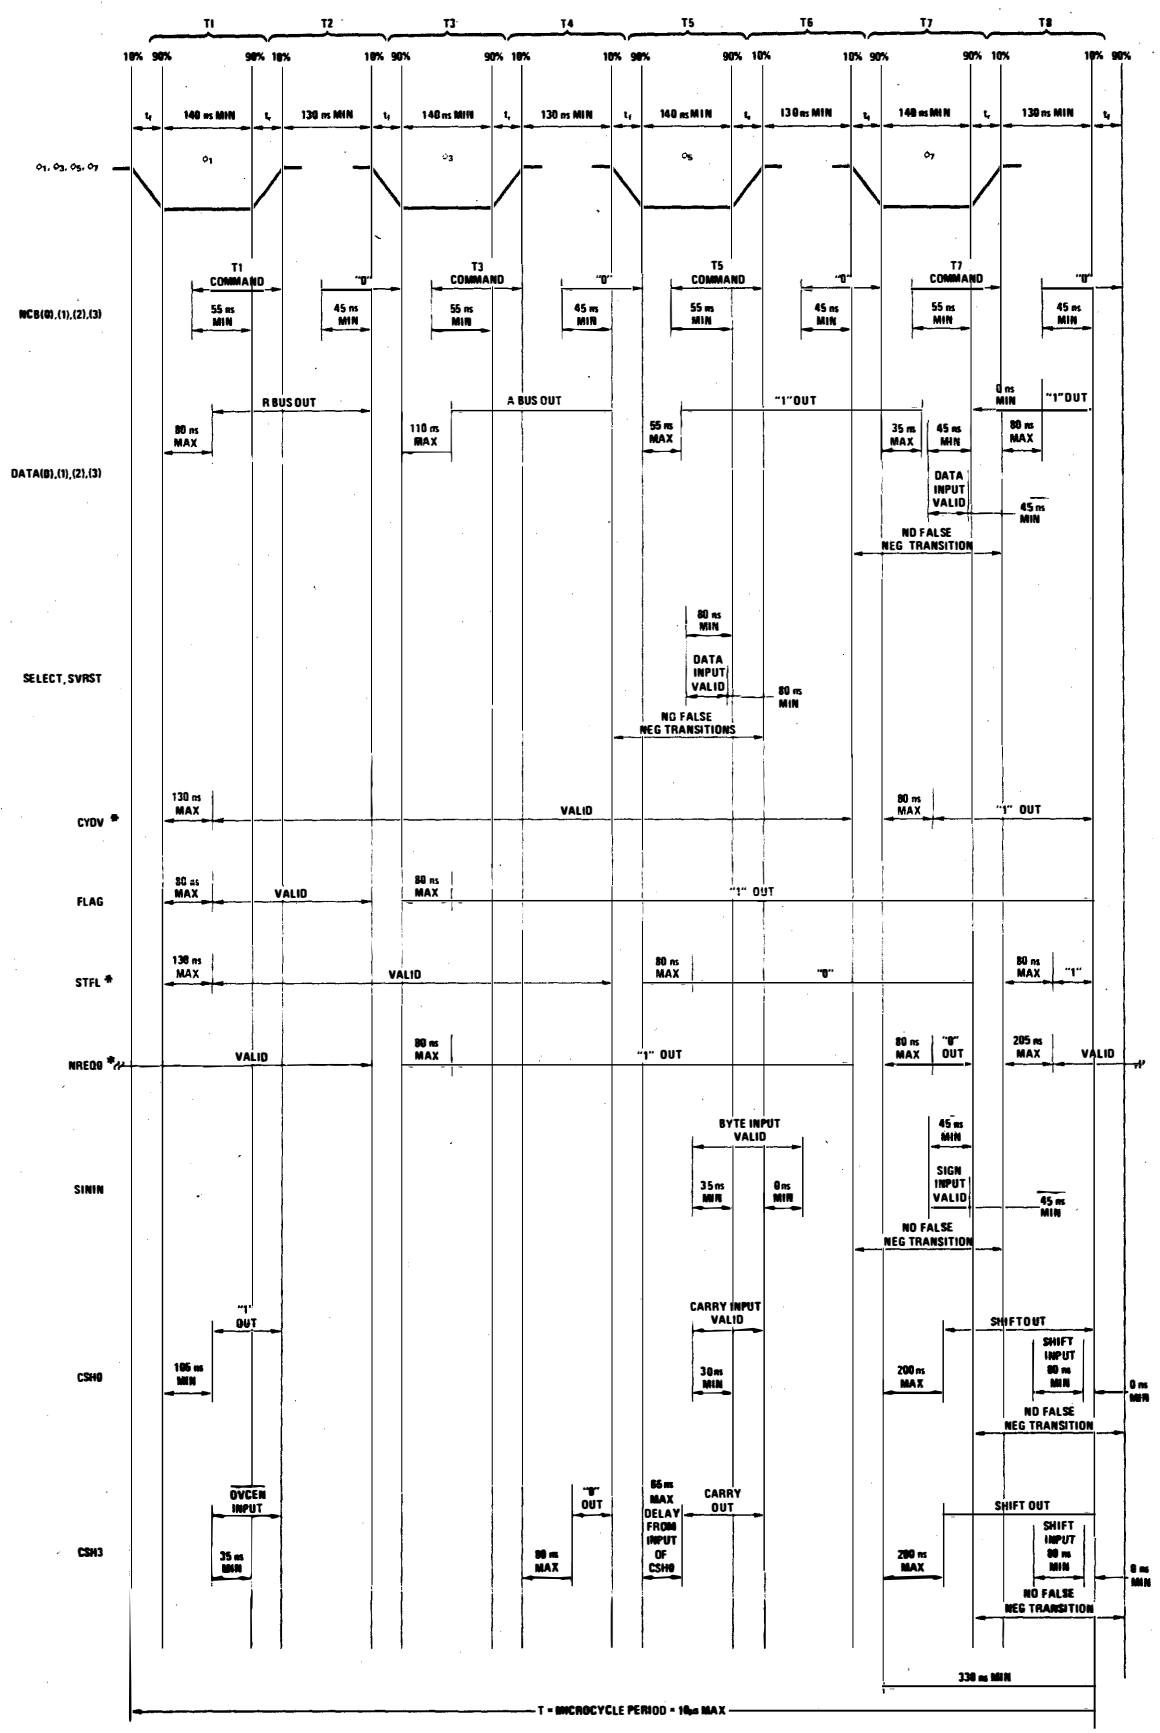 T1 T2 T3 T4 T5 T6 T7 T8
10% 90% 90% 10% 10% 90% 90% 10% 10% 90% 90% 10% 10% 90% 90% 10% 10% 90%
tf 140 ns MIN tr 130 ns MIN tf 140 ns MIN tr 130 ns MIN tf 140 ns MIN tr 130 ns MIN tf 140 ns MIN tr 130 ns MIN tf
◇1, ◇3, ◇5, ◇7 ◇1 ◇3 ◇5 ◇7
T1 COMMAND "0" T3 COMMAND "0" T5 COMMAND "0" T7 COMMAND "0"
NCB(0),(1),(2),(3)
55 ns MIN 45 ns MIN 55 ns MIN 45 ns MIN 55 ns MIN 45 ns MIN 55 ns MIN 45 ns MIN
R BUS OUT A BUS OUT "1" OUT 0 ns MIN "1" OUT
80 ns MAX 110 ns MAX 55 ns MAX 35 ns MAX 45 ns MIN 80 ns MAX
DATA(0),(1),(2),(3)
DATA INPUT VALID 45 ns MIN
NO FALSE
NEG TRANSITION
80 ns MIN
SELECT, SVRST
DATA INPUT VALID 80 ns MIN
NO FALSE
NEG TRANSITIONS
CYDV * 130 ns MAX VALID 80 ns MAX "1" OUT
FLAG 80 ns MAX VALID 80 ns MAX "1" OUT
STFL * 130 ns MAX VALID 80 ns MAX "0" 80 ns MAX "1"
NREQ0 * VALID 80 ns MAX "1" OUT 80 ns MAX "0" OUT 205 ns MAX VALID
BYTE INPUT VALID 45 ns MIN
SININ
35 ns MIN 0 ns MIN SIGN INPUT VALID 45 ns MIN
NO FALSE
NEG TRANSITION
"1" OUT CARRY INPUT VALID SHIFT OUT
CSH0
105 ns MIN 30 ns MIN 200 ns MAX SHIFT INPUT 80 ns MIN 0 ns MIN
NO FALSE
NEG TRANSITION
OVCEN INPUT "0" OUT 65 ns MAX DELAY FROM INPUT OF CSH0 CARRY OUT SHIFT OUT
CSH3
35 ns MIN 80 ns MAX 200 ns MAX SHIFT INPUT 80 ns MIN 0 ns MIN
NO FALSE
NEG TRANSITION
330 ns MIN
T = MICROCYCLE PERIOD = 10μs MAX